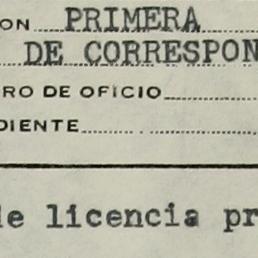 ON PRIMERA
DE CORRESPON
RO DE OFICIO
DIENTE
le licencia pr